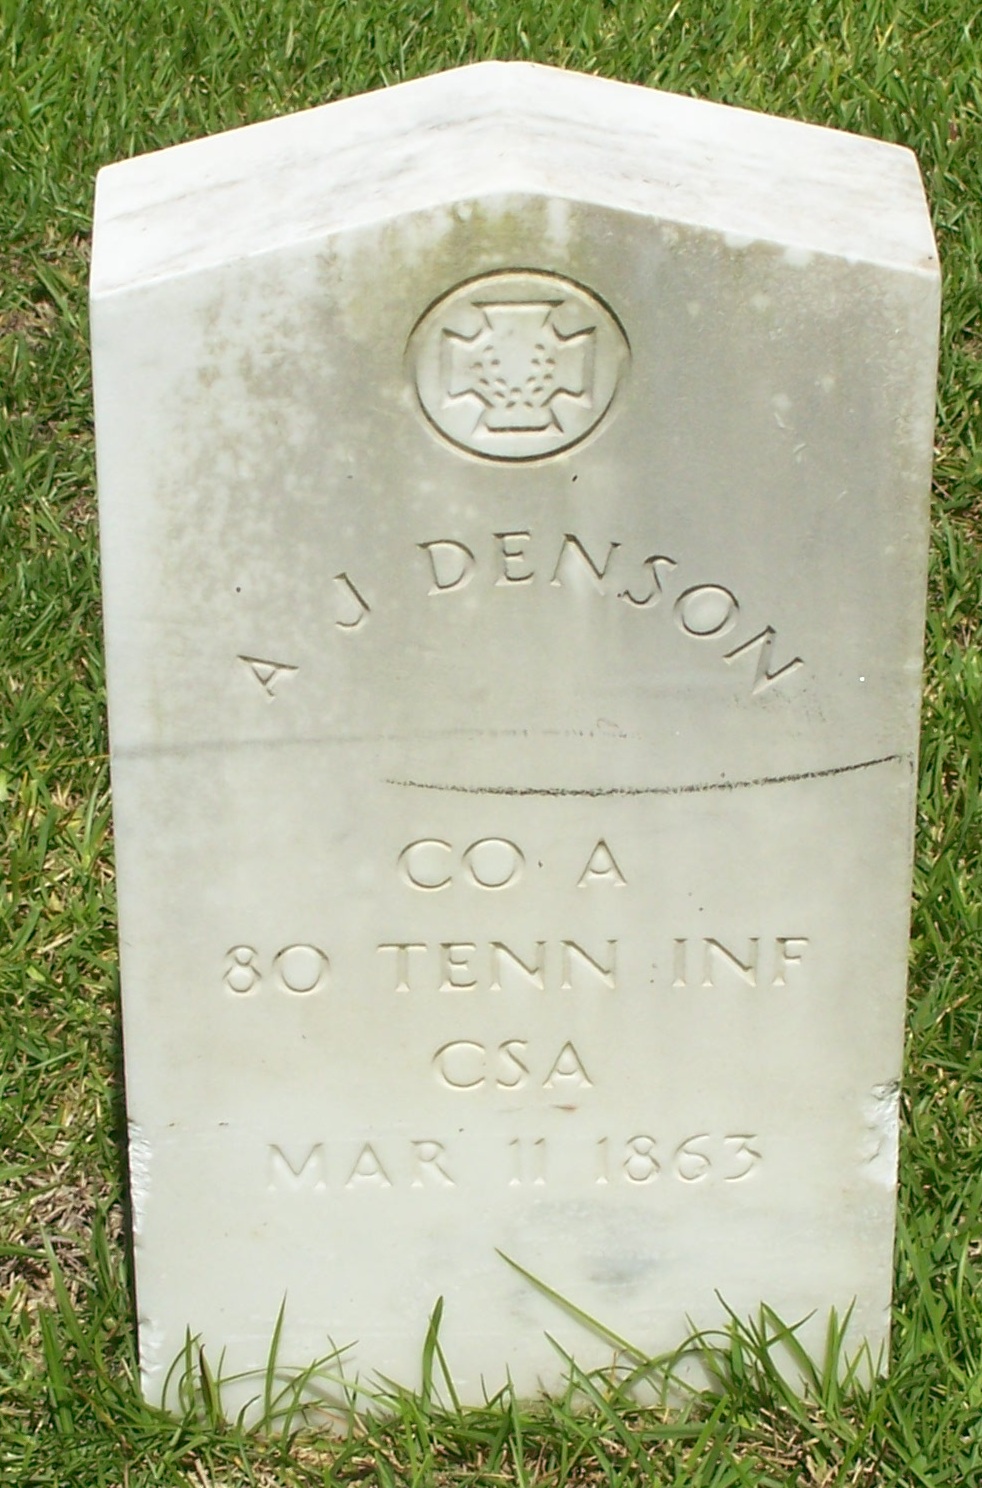 A J DENSON
CO A
80 TENN INF
CSA
MAR 11 1863